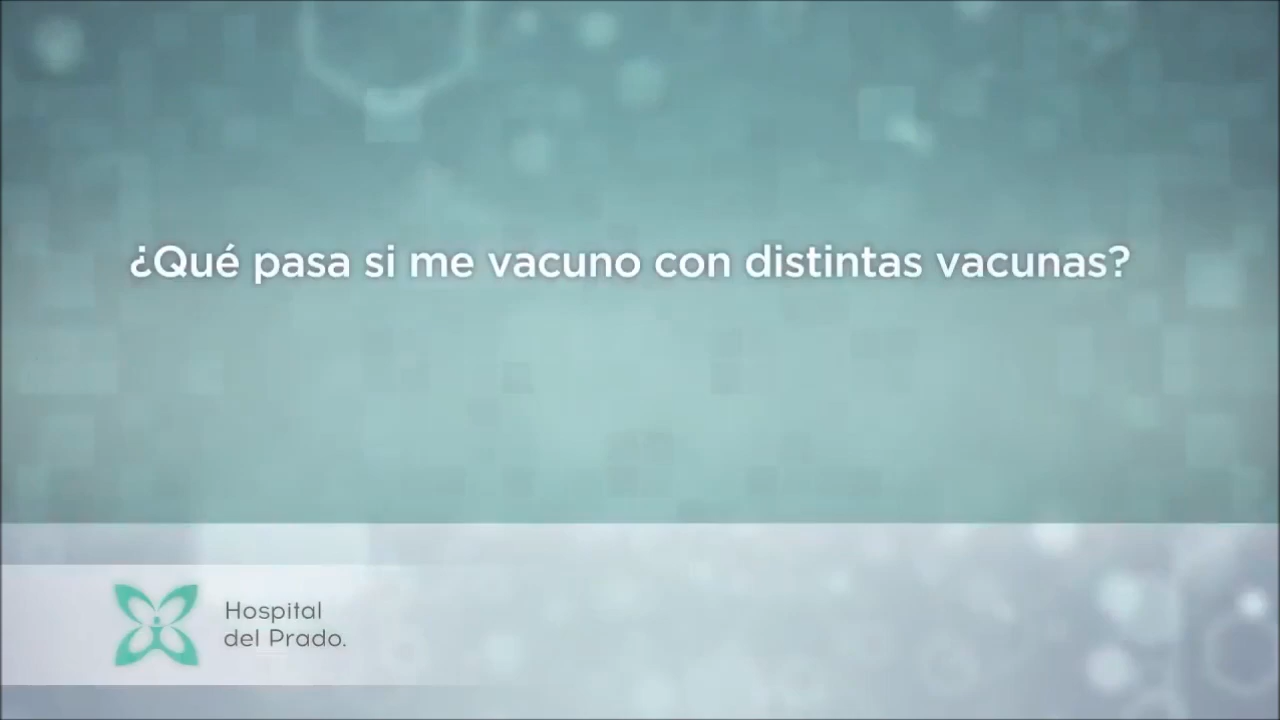 ¿Qué pasa si me vacuno con distintas vacunas?
Hospital
del Prado.